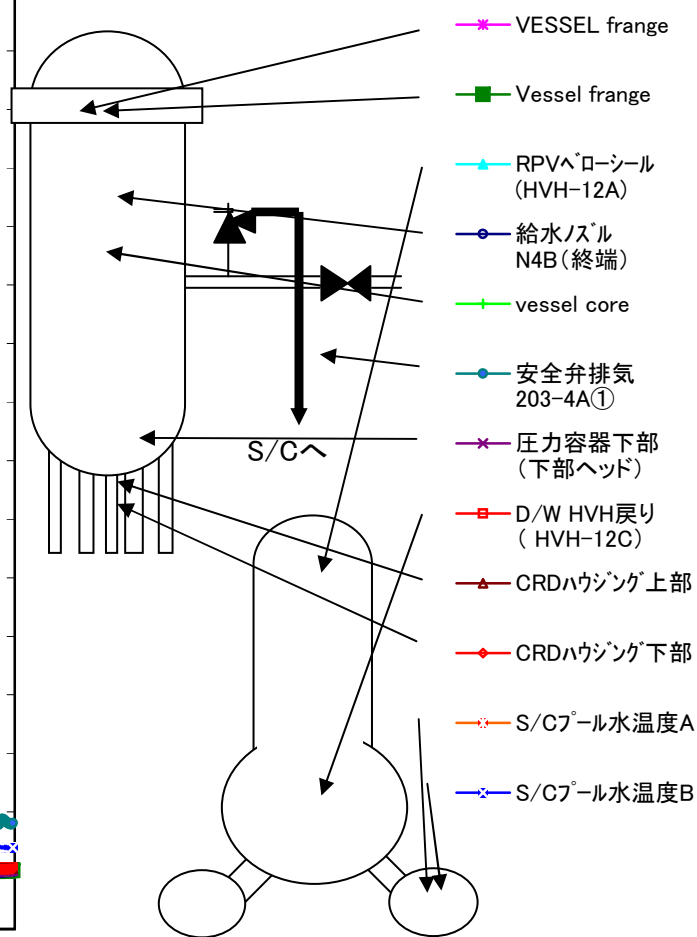 VESSEL frange
Vessel frange
RPVベローシール
(HVH-12A)
給水ノズル
N4B(終端)
vessel core
安全弁排気
203-4A①
圧力容器下部
(下部ヘッド)
D/W HVH戻り
( HVH-12C)
CRDハウジング上部
CRDハウジング下部
S/Cプール水温度A
S/Cプール水温度B
S/Cへ